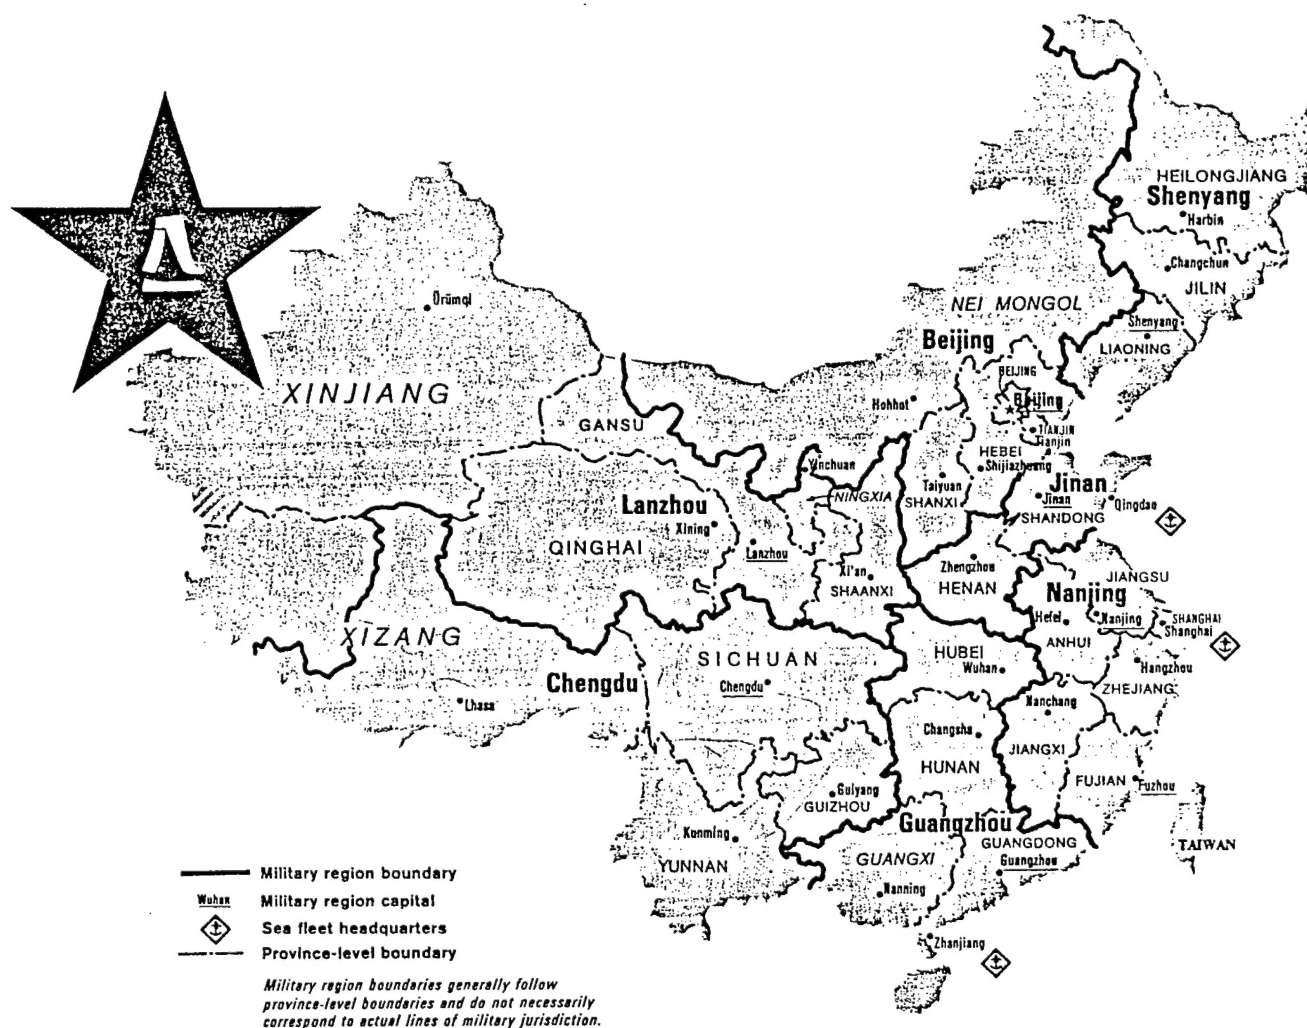 八一
HEILONGJIANG
Shenyang
Harbin
Changchun
JILIN
NEI MONGOL
Shenyang
LIAONING
Ürümqi
Beijing
BEIJING
XINJIANG
Hohhot
Beijing
GANSU
TIANJIN
Tianjin
HEBEI
Yinchuan
Shijiazhuang
Jinan
Taiyuan
NINGXIA
Jinan
Qingdao
Lanzhou
SHANXI
SHANDONG
Xining
QINGHAI
Lanzhou
Zhengzhou
Xi'an
HENAN
JIANGSU
SHAANXI
Nanjing
Hefei
Nanjing
SHANGHAI
Shanghai
XIZANG
ANHUI
SICHUAN
HUBEI
Wuhan
Hangzhou
Chengdu
Chengdu
ZHEJIANG
Lhasa
Nanchang
Changsha
JIANGXI
HUNAN
FUJIAN
Fuzhou
Guiyang
GUIZHOU
Guangzhou
Kunming
GUANGDONG
TAIWAN
YUNNAN
GUANGXI
Guangzhou
Nanning
Zhanjiang
Military region boundary
Wuhan Military region capital
Sea fleet headquarters
Province-level boundary
Military region boundaries generally follow
province-level boundaries and do not necessarily
correspond to actual lines of military jurisdiction.